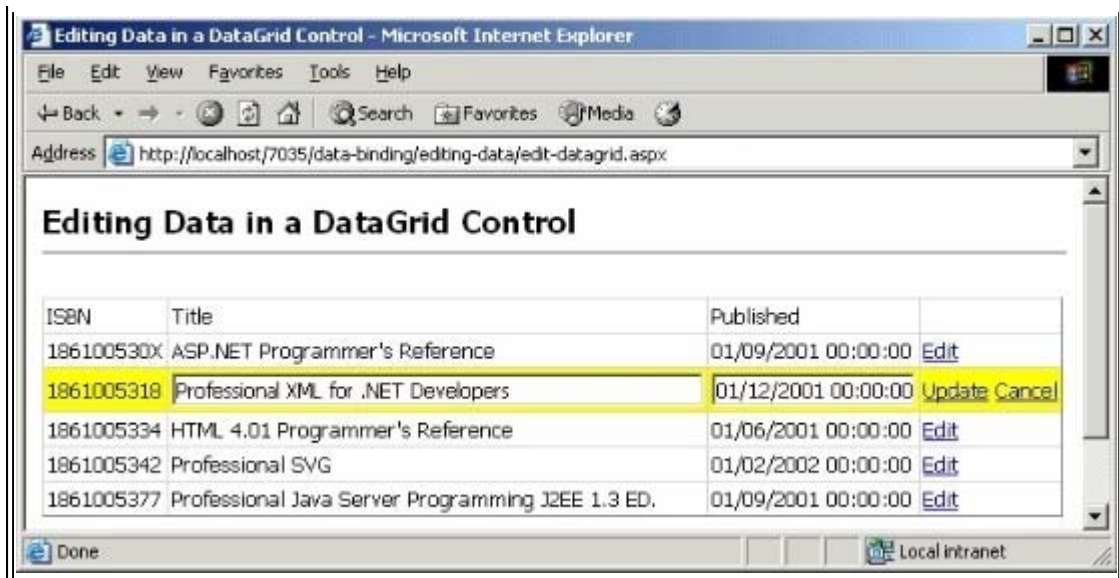 Editing Data in a DataGrid Control - Microsoft Internet Explorer
File Edit View Favorites Tools Help
Back Search Favorites Media
Address http://localhost/7035/data-binding/editing-data/edit-datagrid.aspx
Editing Data in a DataGrid Control
ISBN Title Published
186100530X ASP.NET Programmer's Reference 01/09/2001 00:00:00 Edit
1861005318 Professional XML for .NET Developers 01/12/2001 00:00:00 Update Cancel
1861005334 HTML 4.01 Programmer's Reference 01/06/2001 00:00:00 Edit
1861005342 Professional SVG 01/02/2002 00:00:00 Edit
1861005377 Professional Java Server Programming J2EE 1.3 ED. 01/09/2001 00:00:00 Edit
Done Local intranet